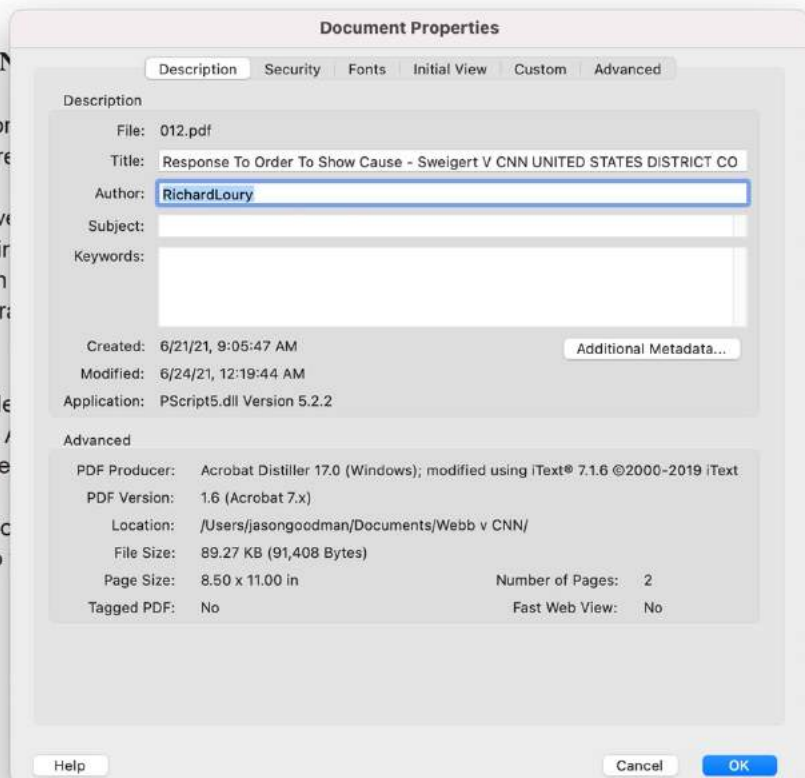 Document Properties
Description Security Fonts Initial View Custom Advanced
Description
File: 012.pdf
Title: Response To Order To Show Cause - Sweigert V CNN UNITED STATES DISTRICT CO
Author: RichardLoury
Subject:
Keywords:
Created: 6/21/21, 9:05:47 AM
Additional Metadata...
Modified: 6/24/21, 12:19:44 AM
Application: PScript5.dll Version 5.2.2
Advanced
PDF Producer: Acrobat Distiller 17.0 (Windows); modified using iText® 7.1.6 ©2000-2019 iText
PDF Version: 1.6 (Acrobat 7.x)
Location: /Users/jasongoodman/Documents/Webb v CNN/
File Size: 89.27 KB (91,408 Bytes)
Page Size: 8.50 x 11.00 in Number of Pages: 2
Tagged PDF: No Fast Web View: No
Help Cancel OK